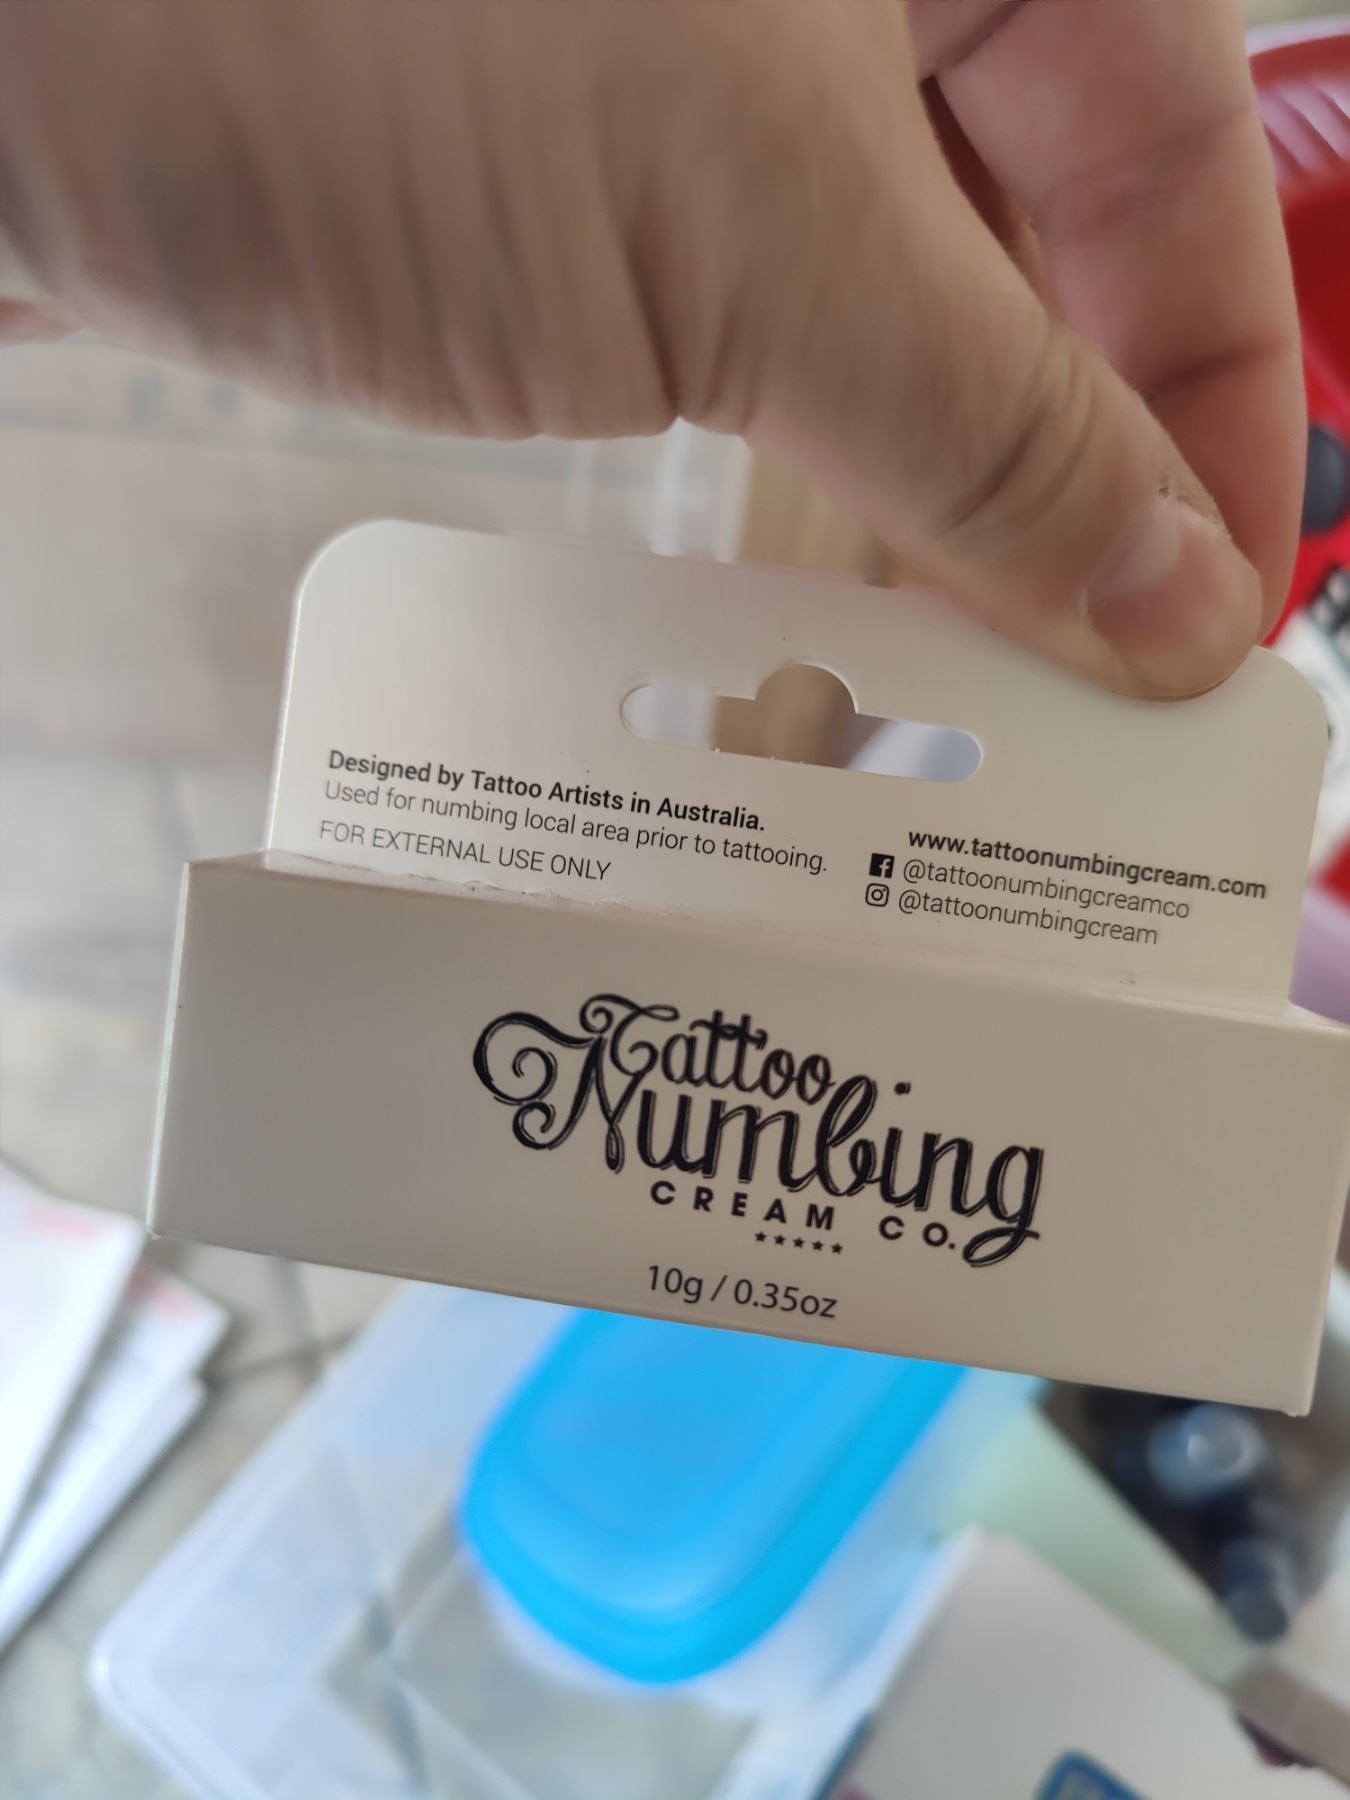 Designed by Tattoo Artists in Australia.
Used for numbing local area prior to tattooing.
FOR EXTERNAL USE ONLY
www.tattoonumbingcream.com
@tattoonumbingcreamco
@tattoonumbingcream
Tattoo
Numbing
CREAM CO.
10g / 0.35oz